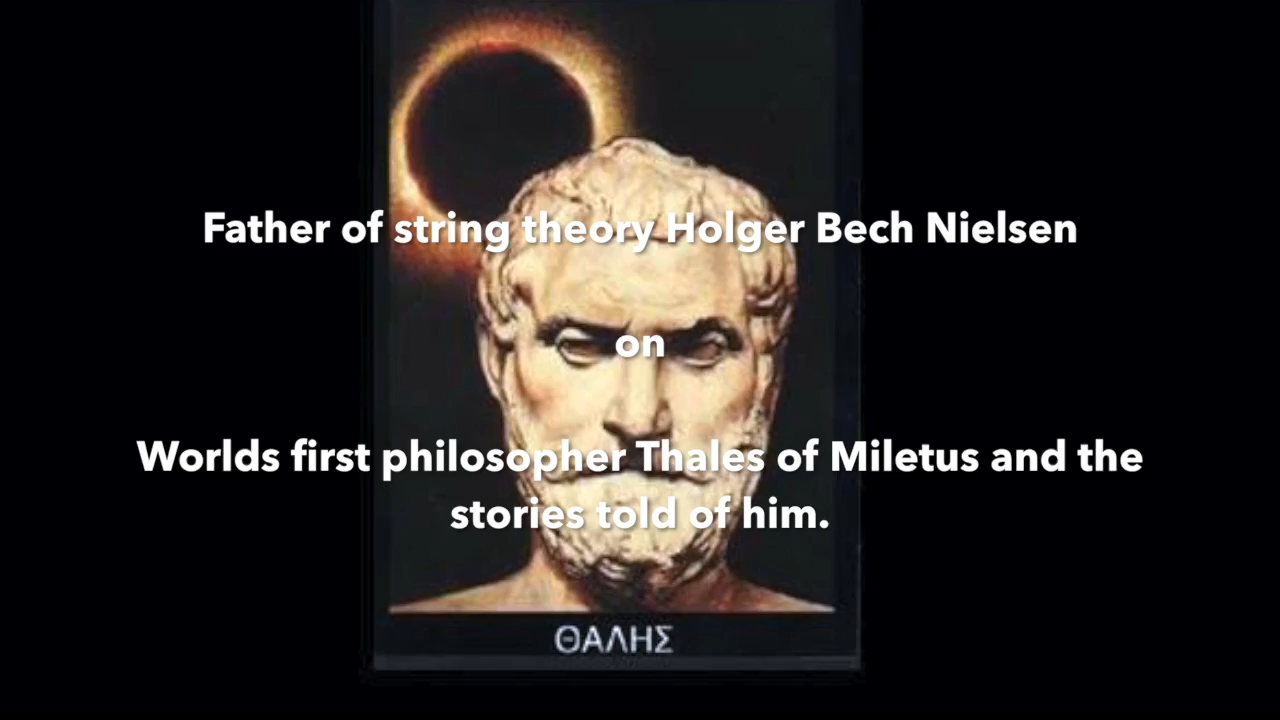 Father of string theory Holger Bech Nielsen
on
Worlds first philosopher Thales of Miletus and the
stories told of him.
ΘΑΛΗΣ